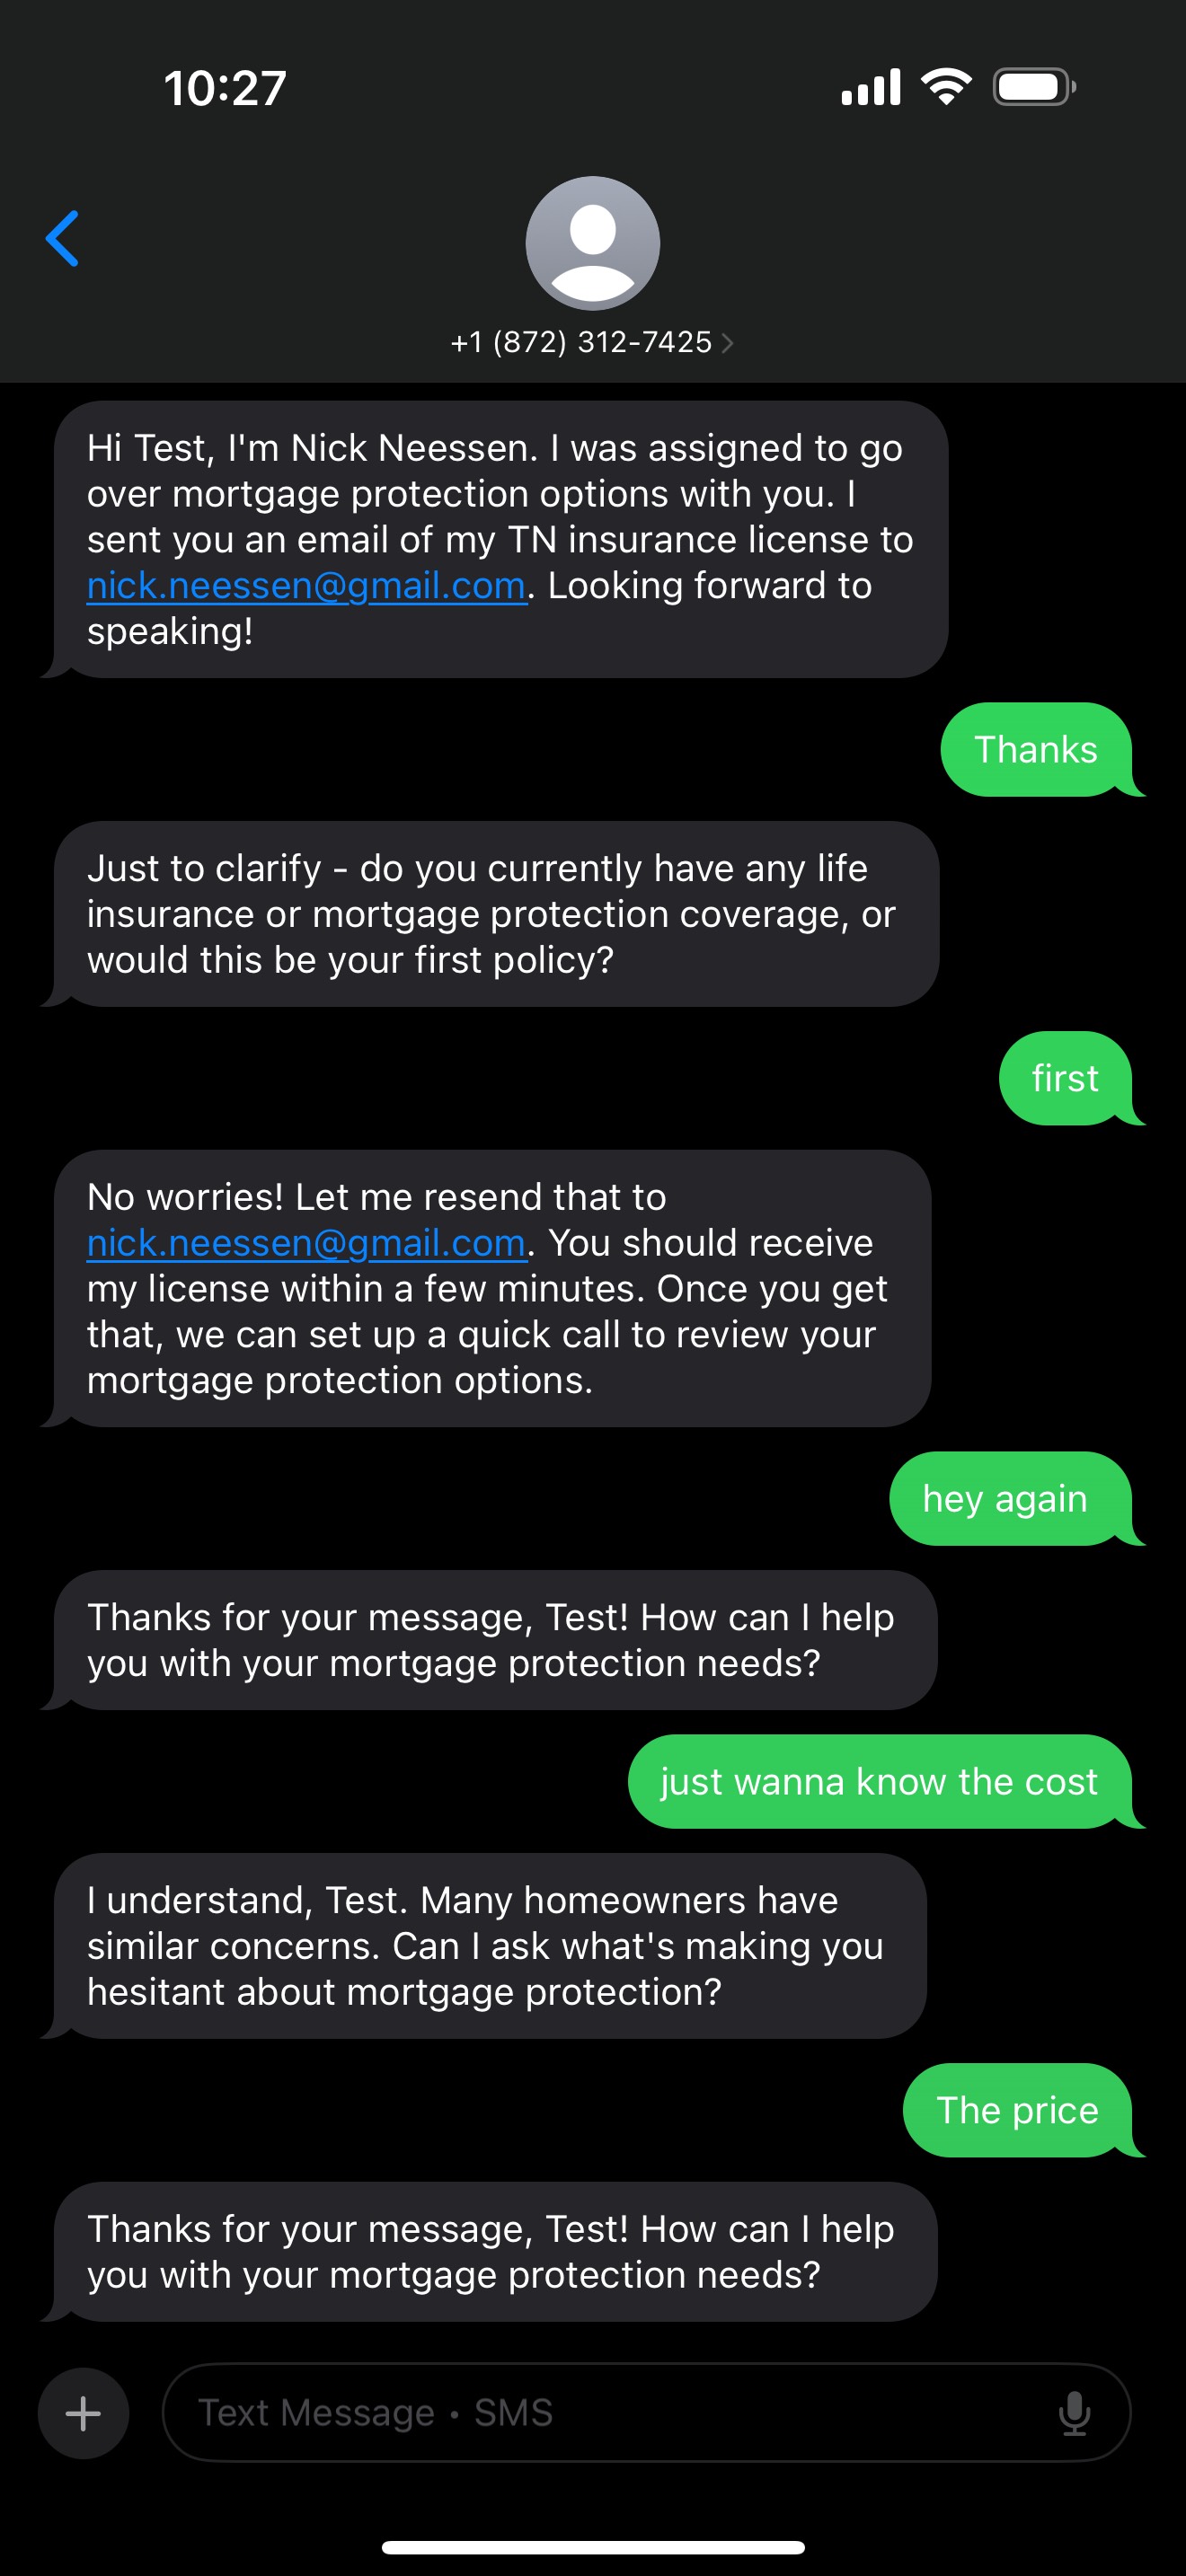 10:27
+1 (872) 312-7425
Hi Test, I'm Nick Neessen. I was assigned to go
over mortgage protection options with you. I
sent you an email of my TN insurance license to
nick.neessen@gmail.com. Looking forward to
speaking!
Thanks
Just to clarify - do you currently have any life
insurance or mortgage protection coverage, or
would this be your first policy?
first
No worries! Let me resend that to
nick.neessen@gmail.com. You should receive
my license within a few minutes. Once you get
that, we can set up a quick call to review your
mortgage protection options.
hey again
Thanks for your message, Test! How can I help
you with your mortgage protection needs?
just wanna know the cost
I understand, Test. Many homeowners have
similar concerns. Can I ask what's making you
hesitant about mortgage protection?
The price
Thanks for your message, Test! How can I help
you with your mortgage protection needs?
Text Message • SMS